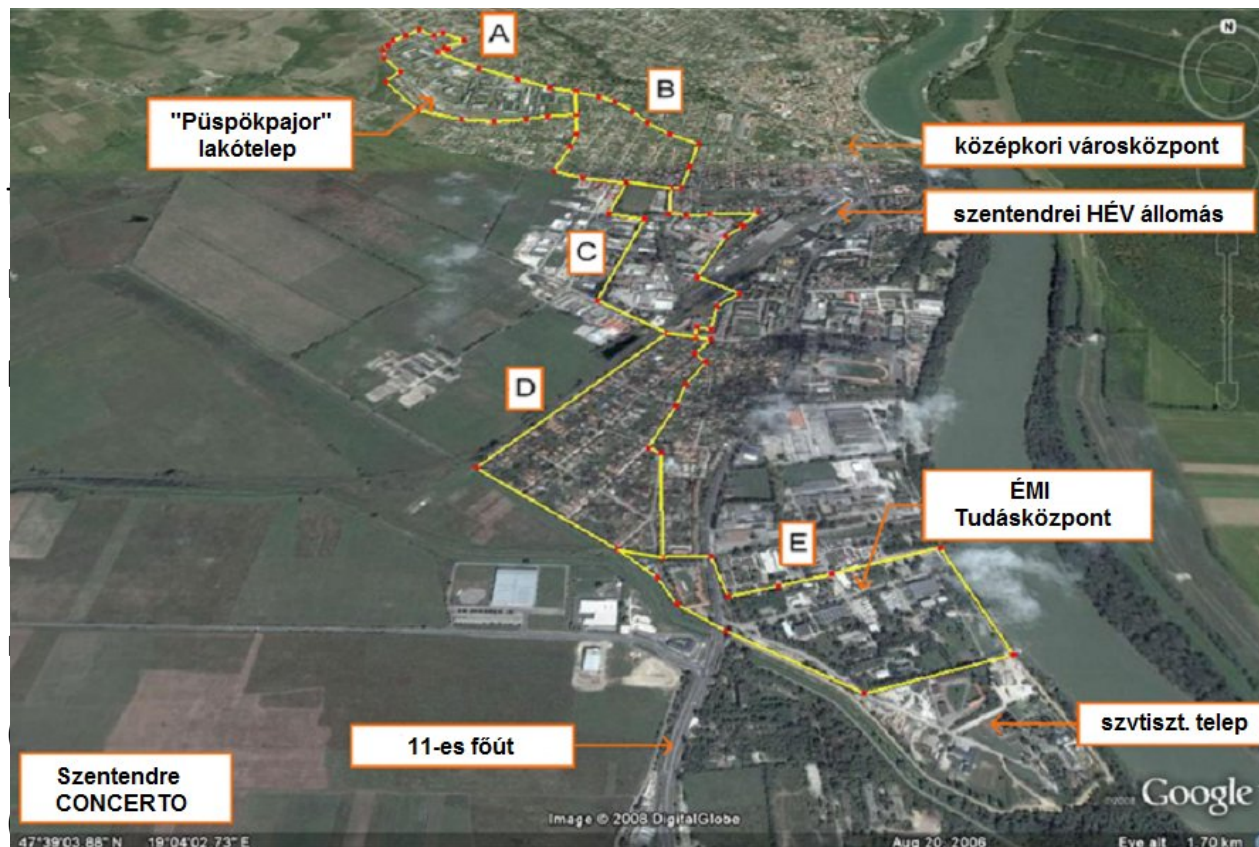 A
B
"Püspökpajor"
lakótelep
középkori városközpont
szentendrei HÉV állomás
C
D
ÉMI
Tudásközpont
E
szvtiszt. telep
11-es főút
Szentendre
CONCERTO
©2008 Google
Image © 2008 DigitalGlobe
47°39'03.88" N 19°04'02.73" E
Aug 20, 2006
Eye alt 1.70 km
N